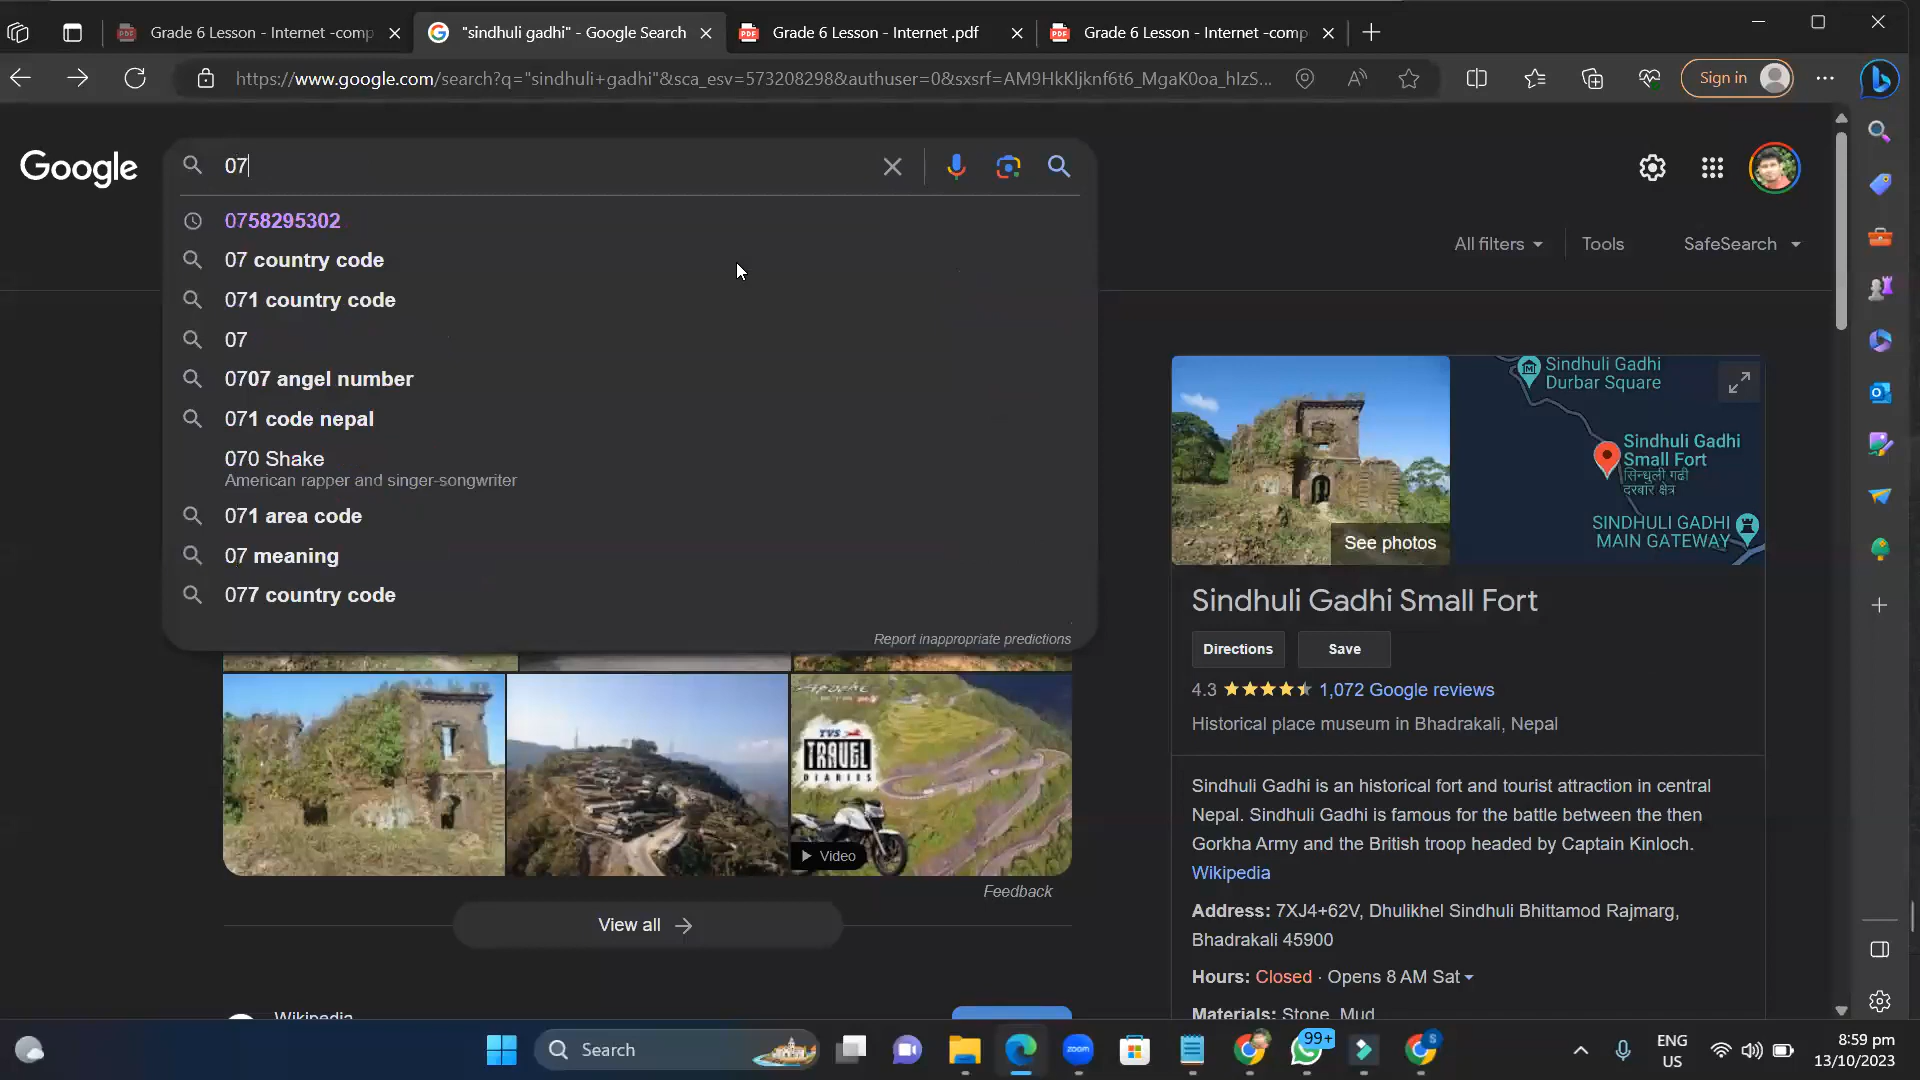 Grade 6 Lesson - Internet -comp
"sindhuli gadhi" - Google Search
Grade 6 Lesson - Internet .pdf
Grade 6 Lesson - Internet -comp
https://www.google.com/search?q="sindhuli+gadhi"&sca_esv=573208298&authuser=0&sxsrf=AM9HkKljknf6t6_MgaK0oa_hIzS...
Sign in
Google
07
0758295302
07 country code
071 country code
07
0707 angel number
071 code nepal
070 Shake
American rapper and singer-songwriter
071 area code
07 meaning
077 country code
Report inappropriate predictions
All filters
Tools
SafeSearch
Sindhuli Gadhi
Durbar Square
Sindhuli Gadhi
Small Fort
सिन्धुली गढी
दरबार क्षेत्र
SINDHULI GADHI
MAIN GATEWAY
See photos
Sindhuli Gadhi Small Fort
Directions
Save
4.3
1,072 Google reviews
Historical place museum in Bhadrakali, Nepal
Sindhuli Gadhi is an historical fort and tourist attraction in central
Nepal. Sindhuli Gadhi is famous for the battle between the then
Gorkha Army and the British troop headed by Captain Kinloch.
Wikipedia
Address: 7XJ4+62V, Dhulikhel Sindhuli Bhittamod Rajmarg,
Bhadrakali 45900
Hours: Closed · Opens 8 AM Sat
Materials: Stone, Mud
TVS
TRAVEL
DIARIES
Video
Feedback
View all
Wikipedia
Search
zoom
99+
ENG
US
8:59 pm
13/10/2023